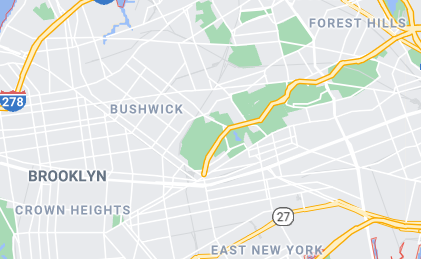 FOREST HILLS
278
BUSHWICK
BROOKLYN
CROWN HEIGHTS
27
EAST NEW YORK